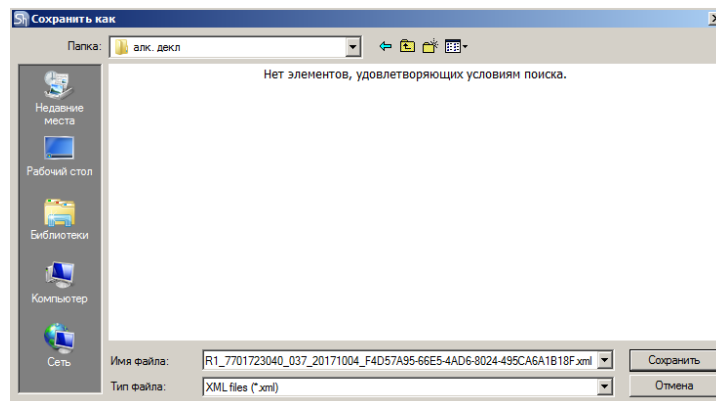 Сохранить как
Папка: алк. декл
Нет элементов, удовлетворяющих условиям поиска.
Недавние
места
Рабочий стол
Библиотеки
Компьютер
Сеть
Имя файла: R1_7701723040_037_20171004_F4D57A95-66E5-4AD6-8024-495CA6A1B18F.xml Сохранить
Тип файла: XML files (*.xml) Отмена